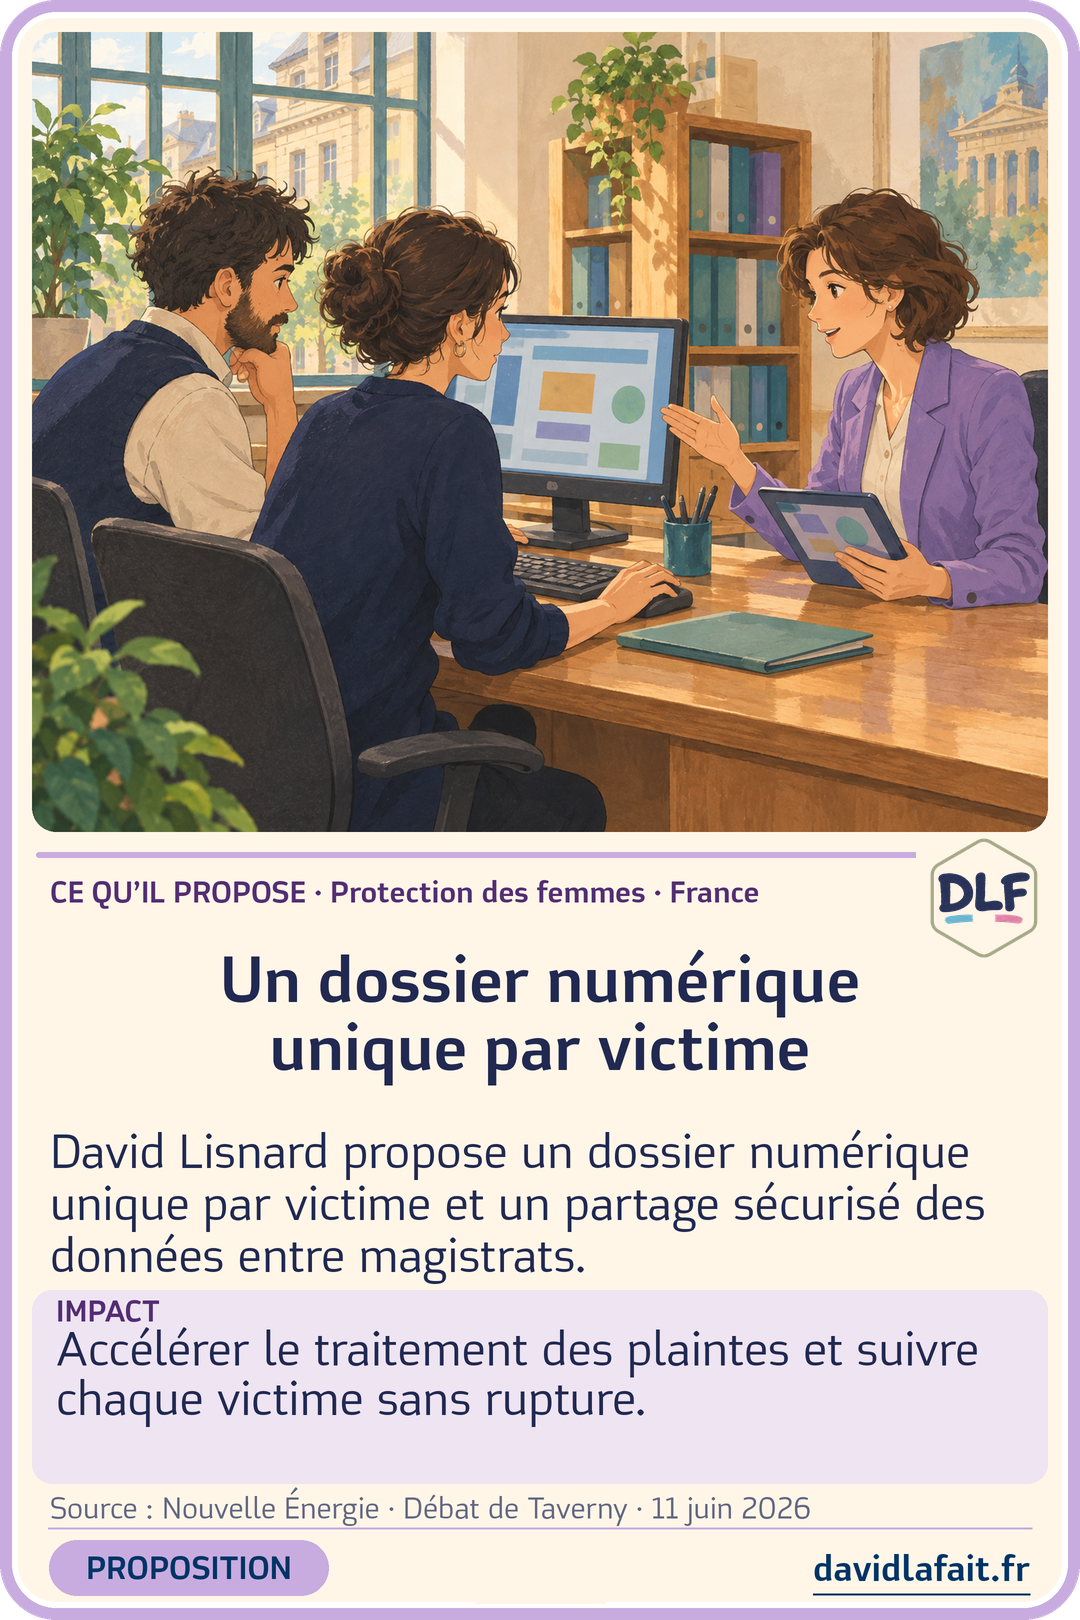 CE QU’IL PROPOSE · Protection des femmes · France
DLF
Un dossier numérique
unique par victime
David Lisnard propose un dossier numérique
unique par victime et un partage sécurisé des
données entre magistrats.
IMPACT
Accélérer le traitement des plaintes et suivre
chaque victime sans rupture.
Source : Nouvelle Énergie · Débat de Taverny · 11 juin 2026
PROPOSITION
davidlafait.fr